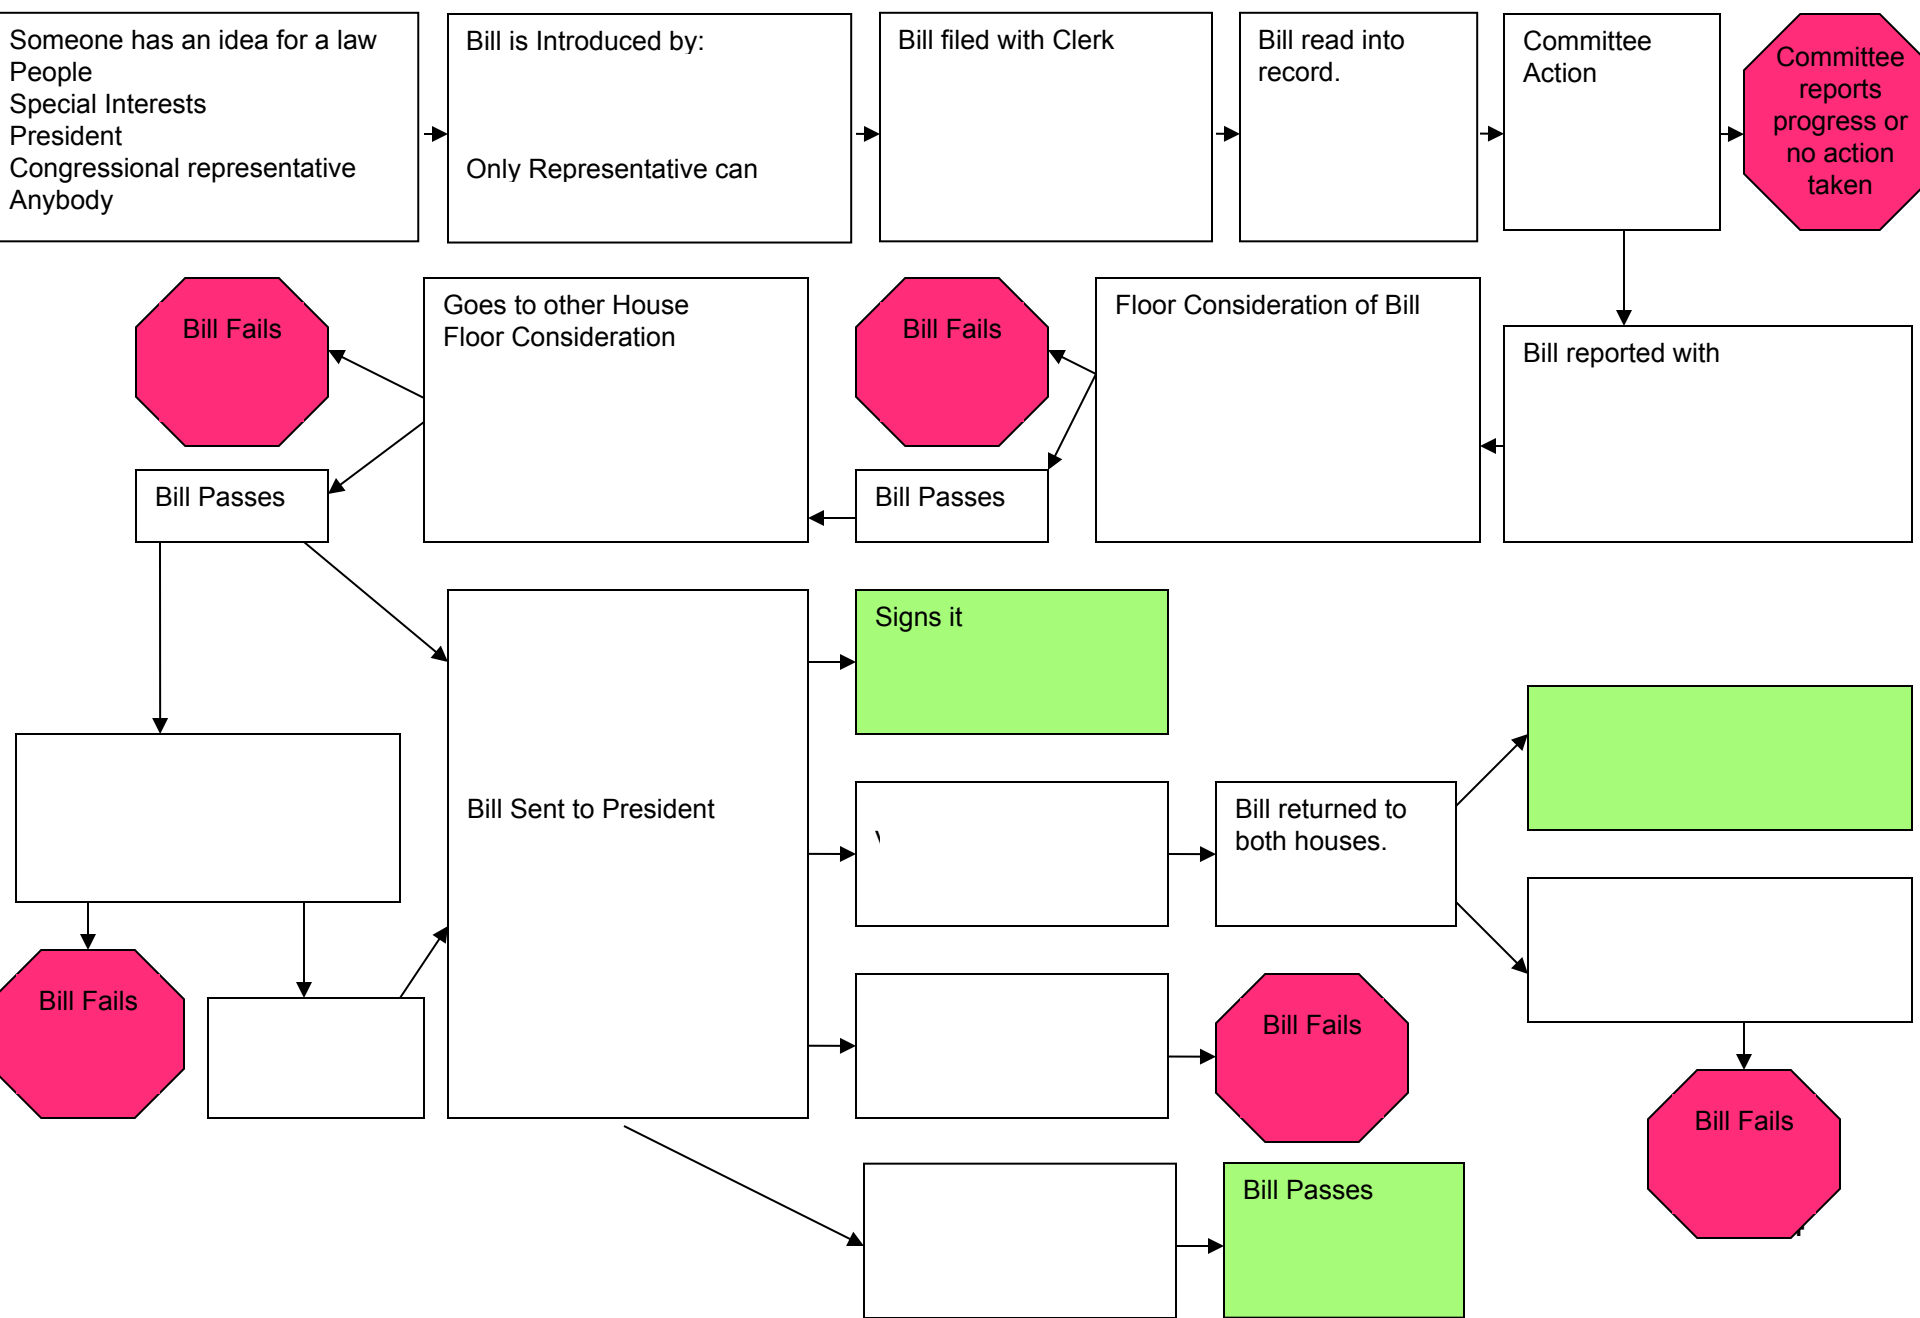 Someone has an idea for a law
People
Special Interests
President
Congressional representative
Anybody
Bill is Introduced by:
Only Representative can
Bill filed with Clerk
Bill read into
record.
Committee
Action
Committee
reports
progress or
no action
taken
Bill Fails
Goes to other House
Floor Consideration
Bill Fails
Floor Consideration of Bill
Bill reported with
Bill Passes
Bill Passes
Signs it
Bill Sent to President
Bill returned to
both houses.
Bill Fails
Bill Fails
Bill Fails
Bill Passes